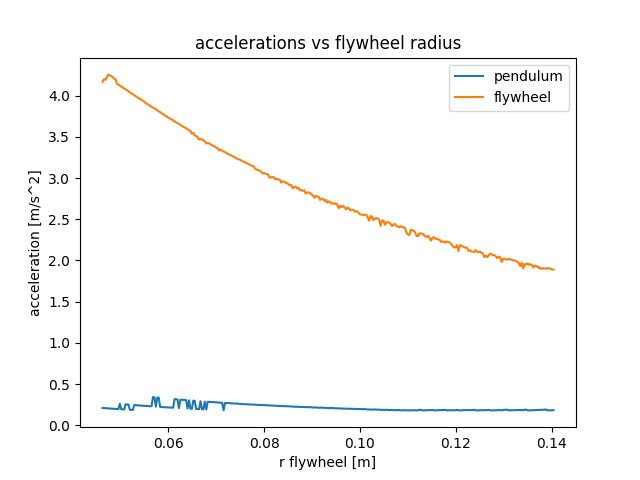 accelerations vs flywheel radius
pendulum
flywheel
acceleration [m/s^2]
4.0
3.5
3.0
2.5
2.0
1.5
1.0
0.5
0.0
0.06 0.08 0.10 0.12 0.14
r flywheel [m]